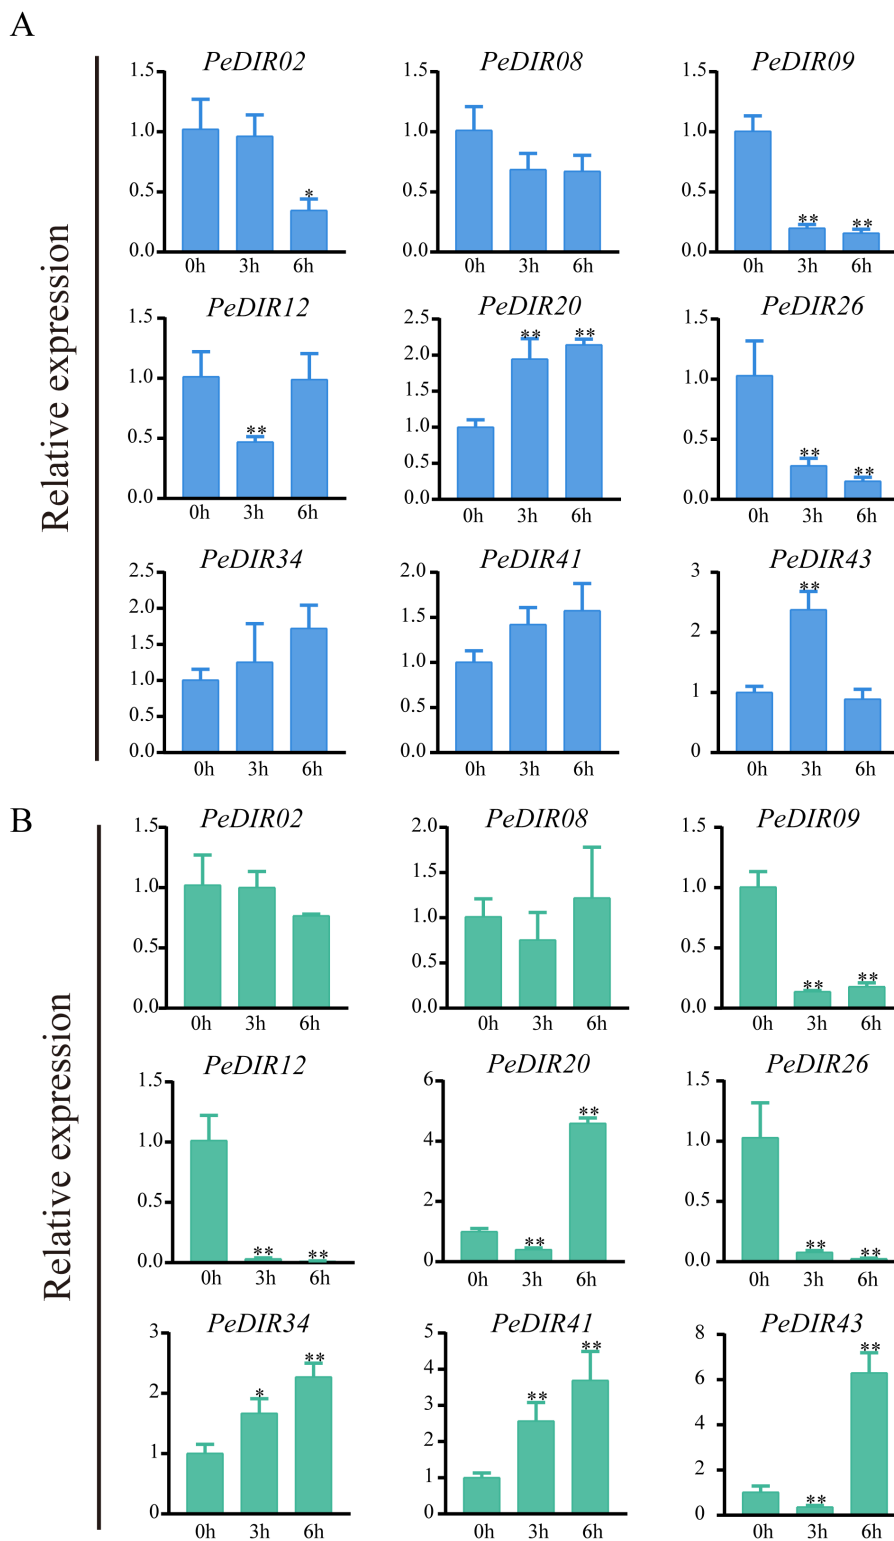 A
Relative expression
PeDIR02
1.5
1.0
0.5
0.0
*
0h 3h 6h
PeDIR08
1.5
1.0
0.5
0.0
0h 3h 6h
PeDIR09
1.5
1.0
0.5
0.0
** **
0h 3h 6h
PeDIR12
1.5
1.0
0.5
0.0
**
0h 3h 6h
PeDIR20
2.5
2.0
1.5
1.0
0.5
0.0
** **
0h 3h 6h
PeDIR26
1.5
1.0
0.5
0.0
** **
0h 3h 6h
PeDIR34
2.5
2.0
1.5
1.0
0.5
0.0
0h 3h 6h
PeDIR41
2.0
1.5
1.0
0.5
0.0
0h 3h 6h
PeDIR43
3
2
1
0
**
0h 3h 6h
B
Relative expression
PeDIR02
1.5
1.0
0.5
0.0
0h 3h 6h
PeDIR08
2.0
1.5
1.0
0.5
0.0
0h 3h 6h
PeDIR09
1.5
1.0
0.5
0.0
** **
0h 3h 6h
PeDIR12
1.5
1.0
0.5
0.0
** **
0h 3h 6h
PeDIR20
6
4
2
0
** **
0h 3h 6h
PeDIR26
1.5
1.0
0.5
0.0
** **
0h 3h 6h
PeDIR34
3
2
1
0
* **
0h 3h 6h
PeDIR41
5
4
3
2
1
0
** **
0h 3h 6h
PeDIR43
8
6
4
2
0
** **
0h 3h 6h